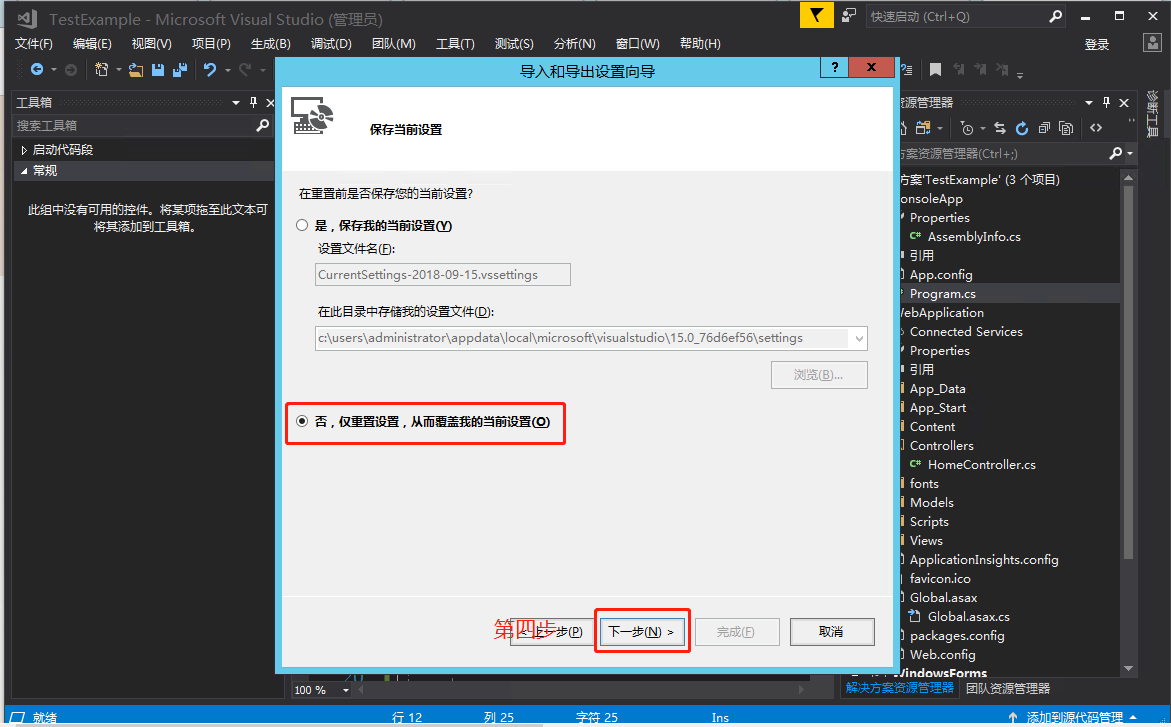 TestExample - Microsoft Visual Studio (管理员)
快速启动 (Ctrl+Q)
文件(F) 编辑(E) 视图(V) 项目(P) 生成(B) 调试(D) 团队(M) 工具(T) 测试(S) 分析(N) 窗口(W) 帮助(H) 登录
工具箱
搜索工具箱
启动代码段
常规
此组中没有可用的控件。将某项拖至此文本可
将其添加到工具箱。
导入和导出设置向导
?
保存当前设置
在重置前是否保存您的当前设置?
是，保存我的当前设置(Y)
设置文件名(F):
CurrentSettings-2018-09-15.vssettings
在此目录中存储我的设置文件(D):
c:\users\administrator\appdata\local\microsoft\visualstudio\15.0_76d6ef56\settings
浏览(B)...
否，仅重置设置，从而覆盖我的当前设置(O)
第四步
< 上一步(P)
下一步(N) >
完成(F)
取消
资源管理器
方案资源管理器(Ctrl+;)
方案'TestExample' (3 个项目)
onsoleApp
Properties
C# AssemblyInfo.cs
引用
App.config
Program.cs
WebApplication
Connected Services
Properties
引用
App_Data
App_Start
Content
Controllers
C# HomeController.cs
fonts
Models
Scripts
Views
ApplicationInsights.config
favicon.ico
Global.asax
Global.asax.cs
packages.config
Web.config
WindowsForms
解决方案资源管理器 团队资源管理器
诊断工具
20
100 %
就绪 行 12 列 25 字符 25 Ins 添加到源代码管理